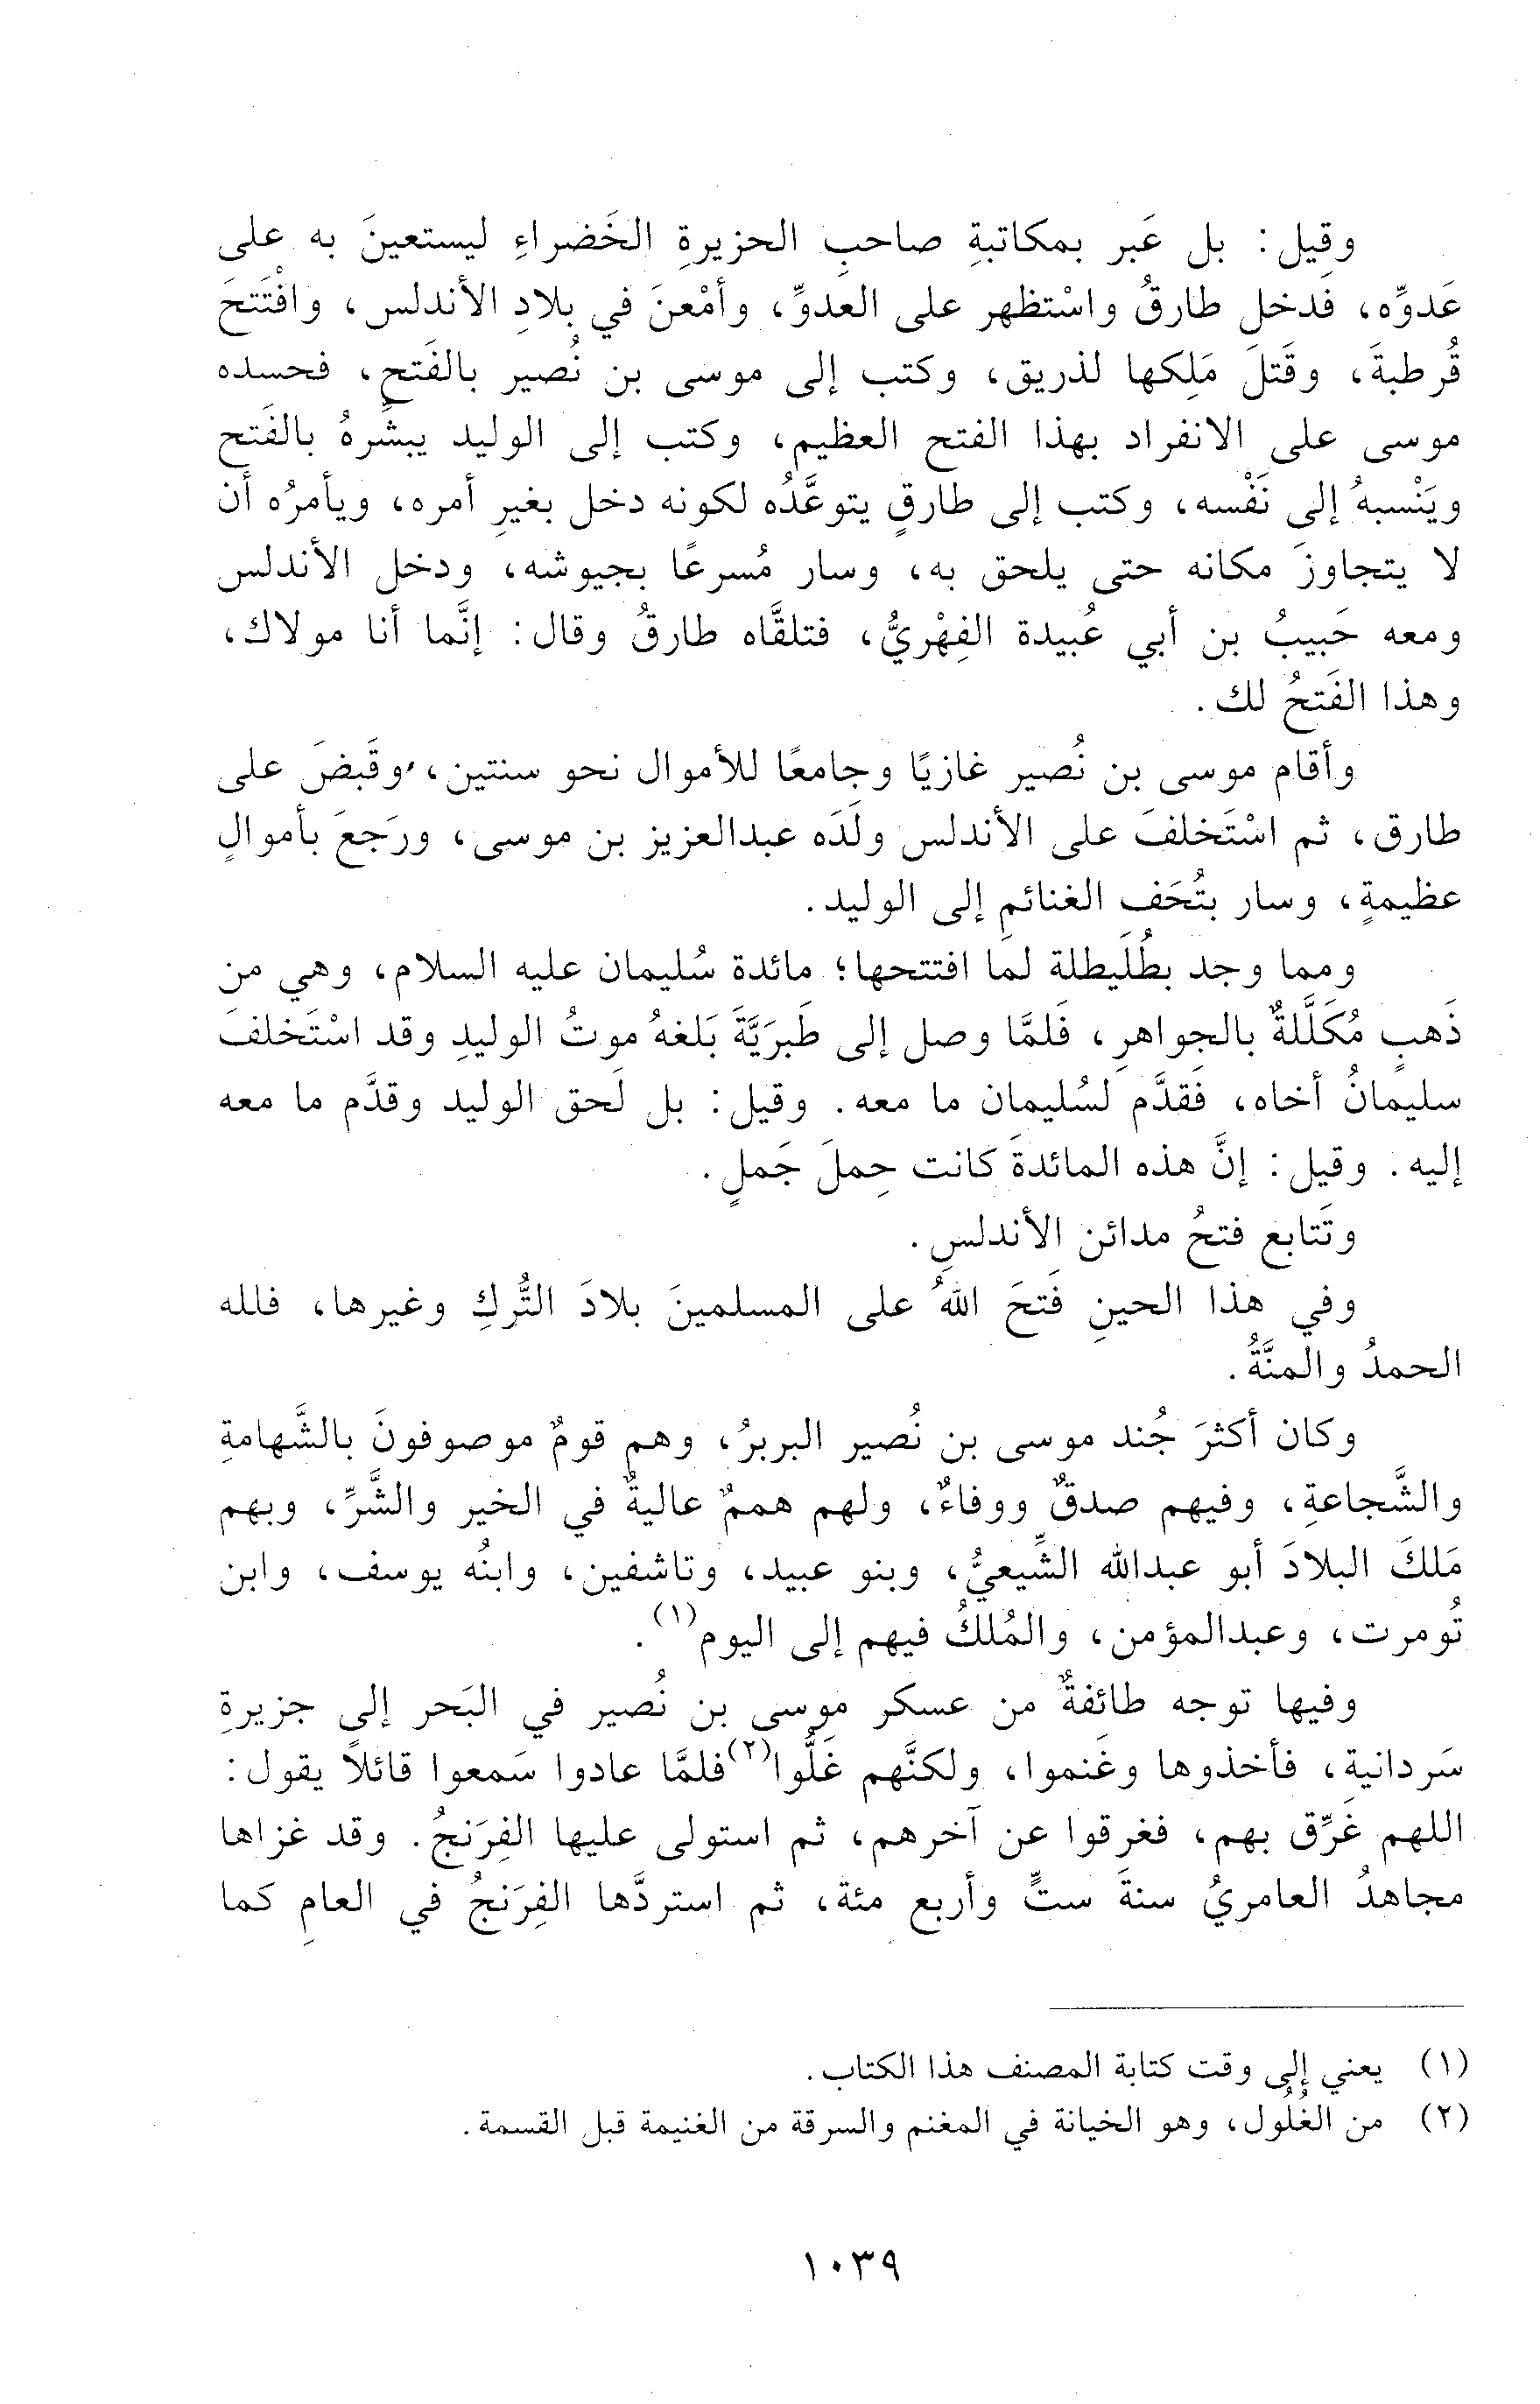 وقِيل: بل عَبر بمكاتبةِ صاحبِ الحزيرةِ الخَضراءِ ليستعينَ به على
عَدوِّه، فدخل طارقُ واسْتظهر على العدوِّ، وأمْعنَ في بلادِ الأندلس، وافْتَتحَ
قُرطبةَ، وقَتلَ مَلِكها لذريق، وكتب إلى موسى بن نُصير بالفَتحِ، فحسده
موسى على الانفراد بهذا الفتح العظيم، وكتب إلى الوليد يبشِّرهُ بالفَتح
ويَنْسبهُ إلى نَفْسه، وكتب إلى طارقٍ يتوعَّدُه لكونه دخل بغيرِ أمره، ويأمرُه أن
لا يتجاوزَ مكانه حتى يلحق به، وسار مُسرعًا بجيوشه، ودخل الأندلس
ومعه حَبيبُ بن أبي عُبيدة الفِهْريُّ، فتلقَّاه طارقُ وقال: إنَّما أنا مولاك،
وهذا الفَتحُ لك.
وأقام موسى بن نُصير غازيًا وجامعًا للأموال نحو سنتين، وقَبضَ على
طارق، ثم اسْتَخلفَ على الأندلس ولَدَه عبدالعزيز بن موسى، ورَجعَ بأموالٍ
عظيمةٍ، وسار بتُحَف الغنائمِ إلى الوليد.
ومما وجد بطُلَيطلة لما افتتحها؛ مائدة سُليمان عليه السلام، وهي من
ذَهبٍ مُكَلَّلةٌ بالجواهرِ، فَلمَّا وصل إلى طَبرَيَّةَ بَلغهُ موتُ الوليدِ وقد اسْتَخلفَ
سليمانُ أخاه، فَقدَّم لسُليمان ما معه. وقيل: بل لَحق الوليد وقدَّم ما معه
إليه. وقيل: إنَّ هذه المائدةَ كانت حِملَ جَملٍ.
وتَتابع فتحُ مدائن الأندلسِ.
وفي هذا الحينِ فَتحَ اللهُ على المسلمينَ بلادَ التُّركِ وغيرها، فلله
الحمدُ والمنَّةُ.
وكان أكثرَ جُند موسى بن نُصير البربرُ، وهم قومٌ موصوفونَ بالشَّهامةِ
والشَّجاعةِ، وفيهم صدقٌ ووفاءٌ، ولهم هممٌ عاليةٌ في الخير والشَّرِّ، وبهم
مَلكَ البلادَ أبو عبدالله الشِّيعيُّ، وبنو عبيد، وتاشفين، وابنُه يوسف، وابن
تُومرت، وعبدالمؤمن، والمُلكُ فيهم إلى اليوم(١).
وفيها توجه طائفةٌ من عسكر موسى بن نُصير في البَحر إلى جزيرةِ
سَردانية، فأخذوها وغَنموا، ولكنَّهم غَلُّوا(٢)فلمَّا عادوا سَمعوا قائلاً يقول:
اللهم غَرِّق بهم، فغرقوا عن آخرهم، ثم استولى عليها الفِرَنجُ. وقد غزاها
مجاهدُ العامريُ سنةَ ستٍّ وأربع مئة، ثم استردَّها الفِرَنجُ في العامِ كما
(١) يعني إلى وقت كتابة المصنف هذا الكتاب.
(٢) من الغُلُول، وهو الخيانة في المغنم والسرقة من الغنيمة قبل القسمة.
١٠٣٩